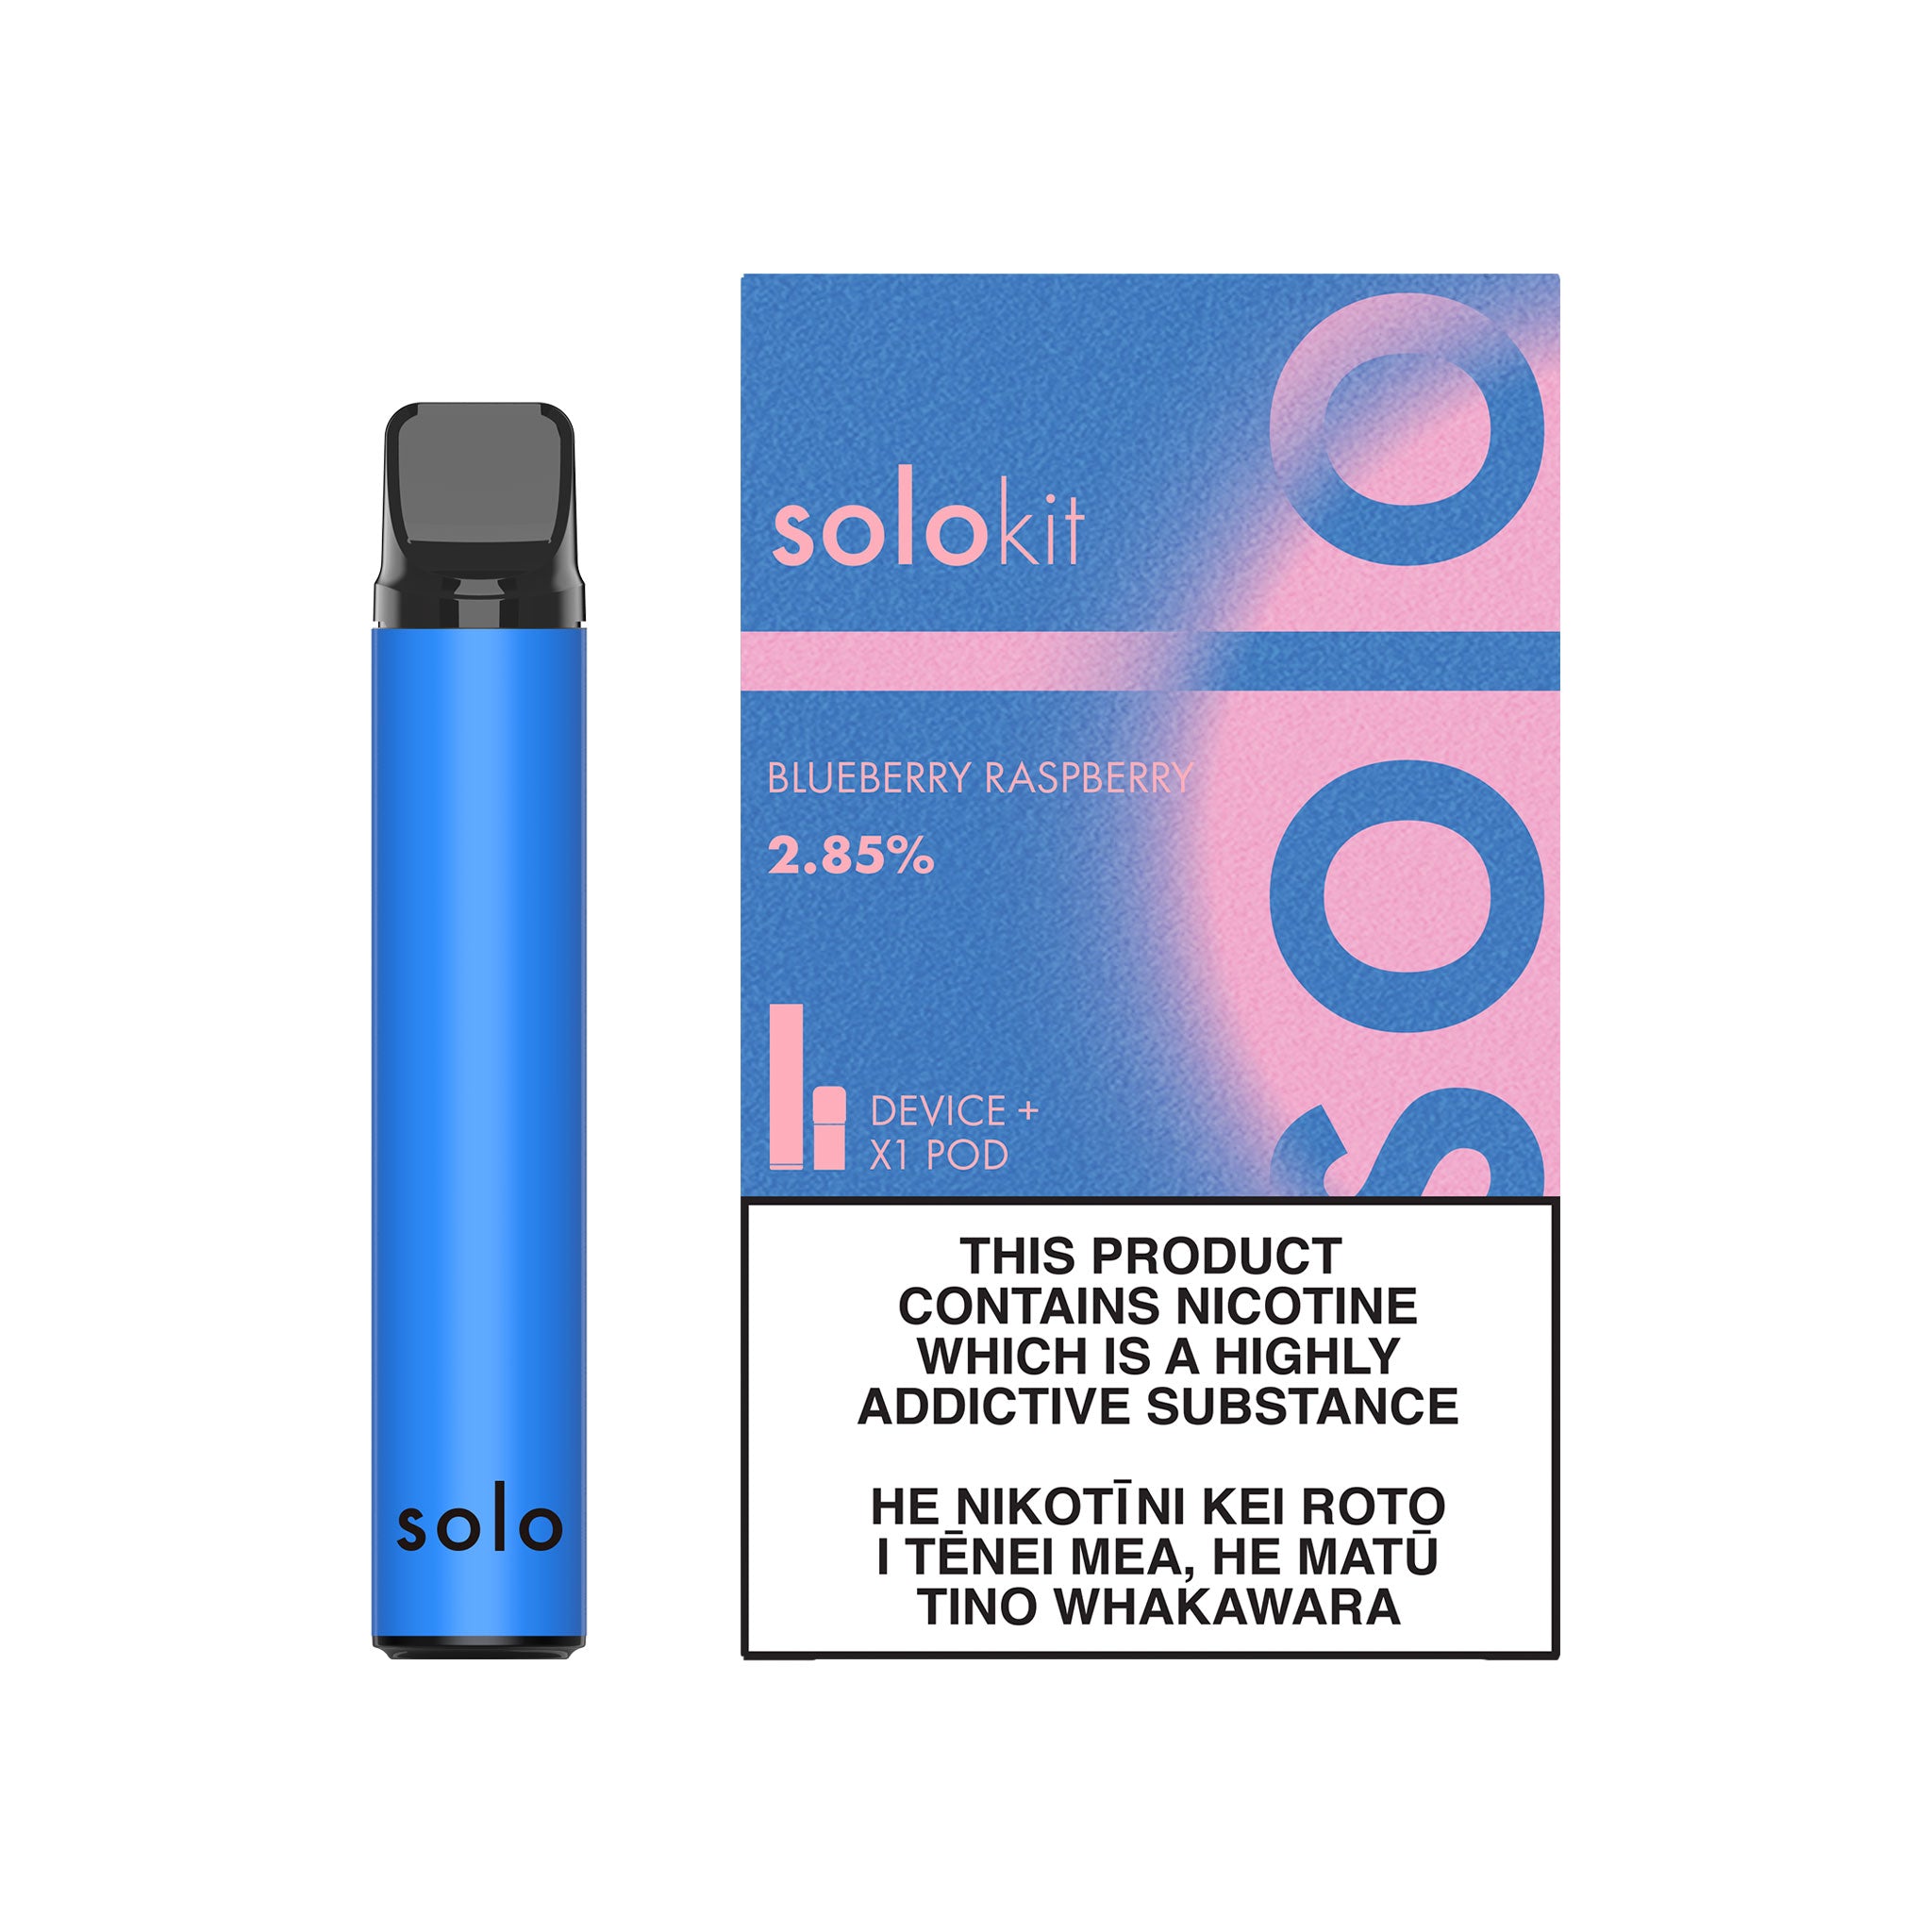 solo
solokit
BLUEBERRY RASPBERRY
2.85%
DEVICE +
X1 POD
solo
THIS PRODUCT
CONTAINS NICOTINE
WHICH IS A HIGHLY
ADDICTIVE SUBSTANCE
HE NIKOTĪNI KEI ROTO
I TĒNEI MEA, HE MATŪ
TINO WHAKAWARA